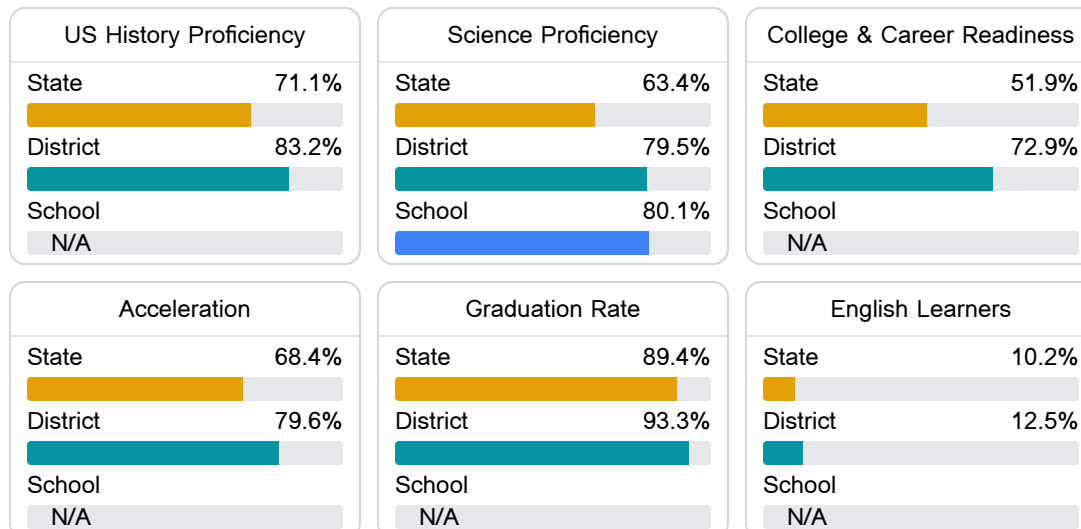 US History Proficiency
State 71.1%
District 83.2%
School
N/A
Science Proficiency
State 63.4%
District 79.5%
School 80.1%
College & Career Readiness
State 51.9%
District 72.9%
School
N/A
Acceleration
State 68.4%
District 79.6%
School
N/A
Graduation Rate
State 89.4%
District 93.3%
School
N/A
English Learners
State 10.2%
District 12.5%
School
N/A